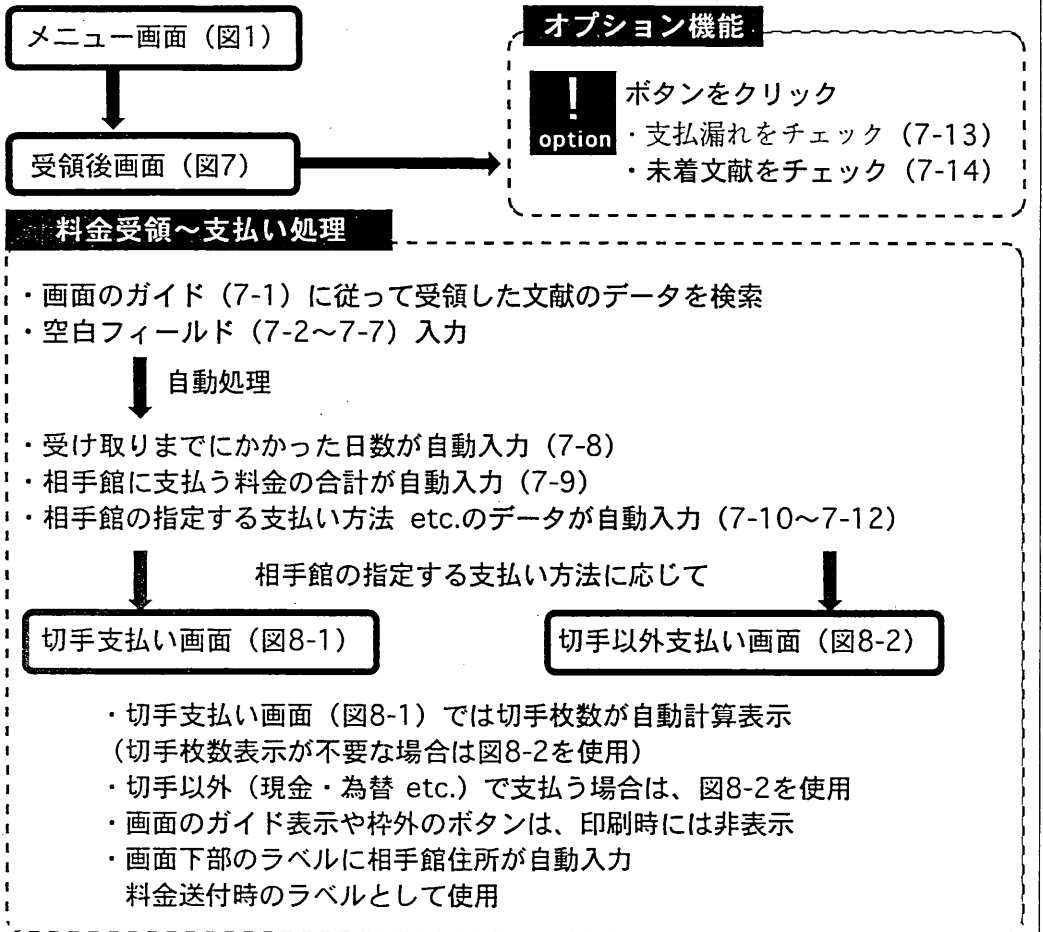 メニュー画面（図1）
オプション機能
!
option
ボタンをクリック
・支払漏れをチェック（7-13）
・未着文献をチェック（7-14）
受領後画面（図7）
料金受領～支払い処理
・画面のガイド（7-1）に従って受領した文献のデータを検索
・空白フィールド（7-2～7-7）入力
自動処理
・受け取りまでにかかった日数が自動入力（7-8）
・相手館に支払う料金の合計が自動入力（7-9）
・相手館の指定する支払い方法 etc.のデータが自動入力（7-10～7-12）
相手館の指定する支払い方法に応じて
切手支払い画面（図8-1）
切手以外支払い画面（図8-2）
・切手支払い画面（図8-1）では切手枚数が自動計算表示
（切手枚数表示が不要な場合は図8-2を使用）
・切手以外（現金・為替 etc.）で支払う場合は、図8-2を使用
・画面のガイド表示や枠外のボタンは、印刷時には非表示
・画面下部のラベルに相手館住所が自動入力
料金送付時のラベルとして使用